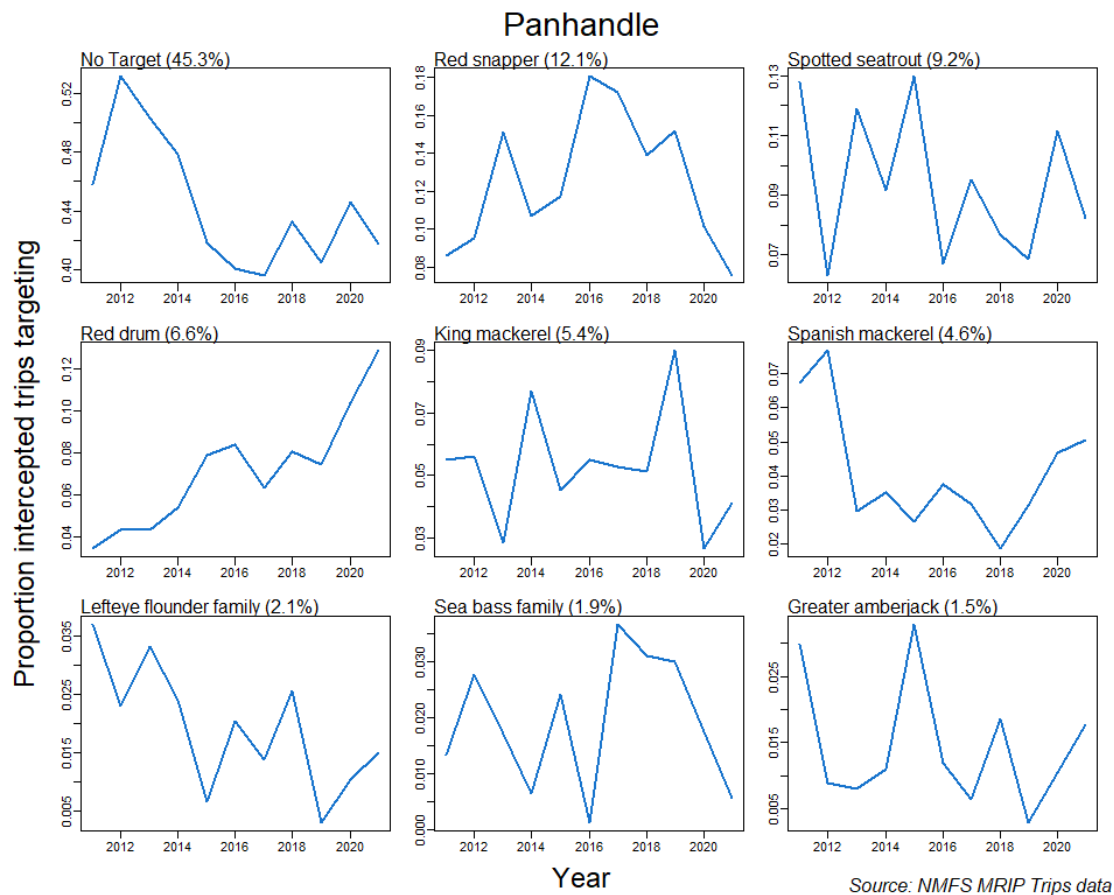 Panhandle
Proportion intercepted trips targeting
No Target (45.3%)
0.52
0.48
0.44
0.40
2012 2014 2016 2018 2020
Red snapper (12.1%)
0.18
0.16
0.14
0.12
0.10
0.08
2012 2014 2016 2018 2020
Spotted seatrout (9.2%)
0.13
0.11
0.09
0.07
2012 2014 2016 2018 2020
Red drum (6.6%)
0.12
0.10
0.08
0.06
0.04
2012 2014 2016 2018 2020
King mackerel (5.4%)
0.09
0.07
0.05
0.03
2012 2014 2016 2018 2020
Spanish mackerel (4.6%)
0.07
0.06
0.05
0.04
0.03
0.02
2012 2014 2016 2018 2020
Lefteye flounder family (2.1%)
0.035
0.025
0.015
0.005
2012 2014 2016 2018 2020
Sea bass family (1.9%)
0.030
0.020
0.010
0.000
2012 2014 2016 2018 2020
Greater amberjack (1.5%)
0.025
0.015
0.005
2012 2014 2016 2018 2020
Year
Source: NMFS MRIP Trips data